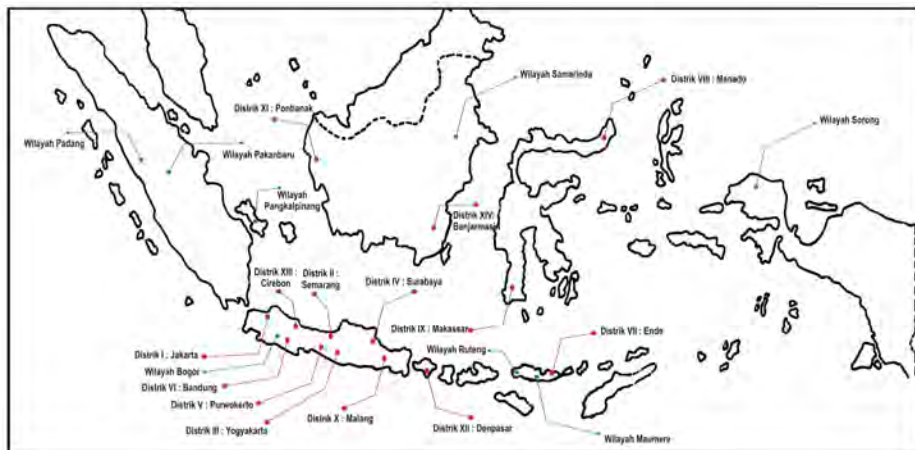 Wilayah Samarinda
Distrik VIII : Menado
Distrik XI : Pontianak
Wilayah Sorong
Wilayah Padang
Wilayah Pakanbaru
Wilayah
Pangkalpinang
Distrik XIV:
Banjarmasin
Distrik XIII :
Cirebon
Distrik II :
Semarang
Distrik IV : Surabaya
Distrik IX : Makassar
Distrik VII : Ende
Wilayah Ruteng
Distrik I : Jakarta
Wilayah Bogor
Distrik VI : Bandung
Distrik V : Purwokerto
Distrik III : Yogyakarta
Distrik X : Malang
Distrik XII : Denpasar
Wilayah Maumere